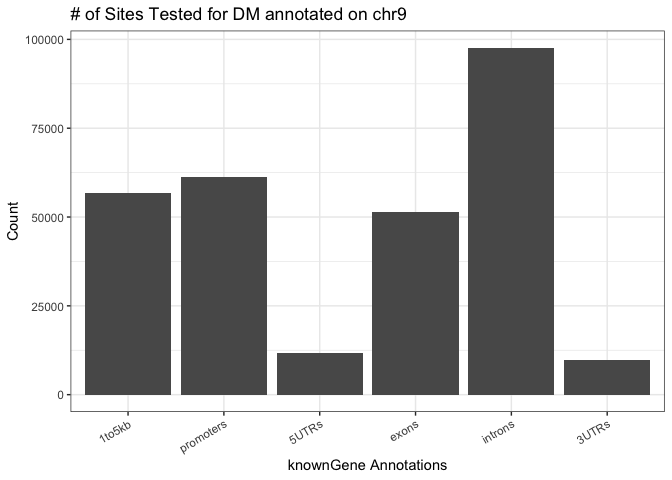 # of Sites Tested for DM annotated on chr9
100000
75000
50000
25000
0
Count
1to5kb
promoters
5UTRs
exons
introns
3UTRs
knownGene Annotations